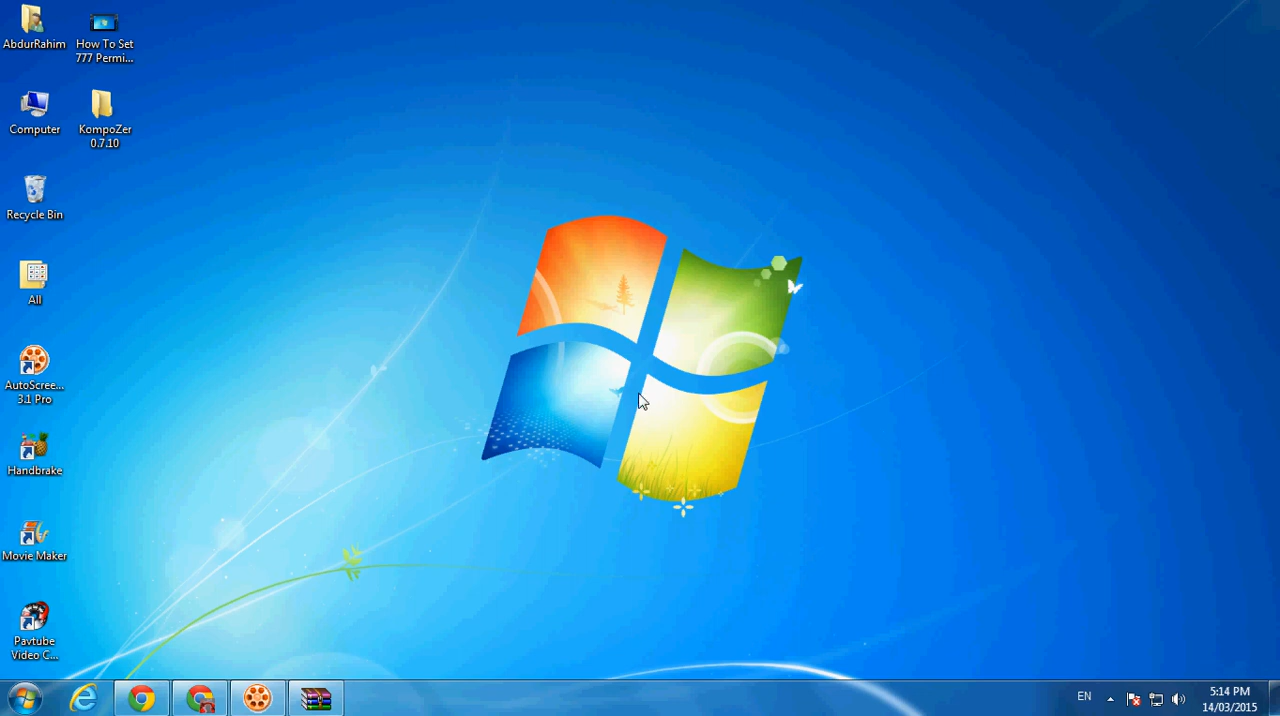 AbdurRahim
How To Set
777 Permi...
Computer
KompoZer
0.7.10
Recycle Bin
All
AutoScree...
3.1 Pro
Handbrake
Movie Maker
Pavtube
Video C...
EN
5:14 PM
14/03/2015